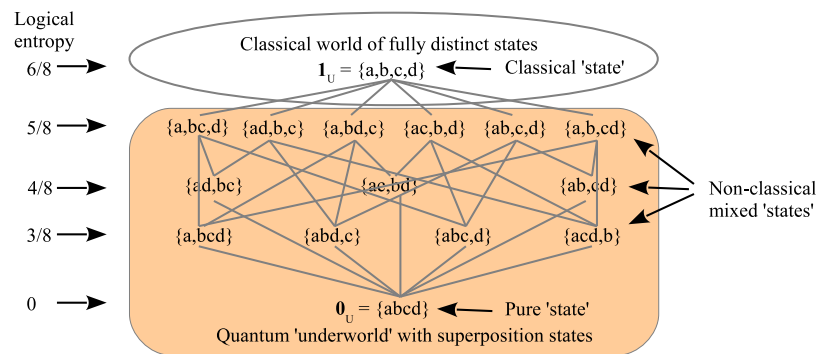 Logical
entropy
Classical world of fully distinct states
6/8 1U = {a,b,c,d} Classical 'state'
5/8 {a,bc,d} {ad,b,c} {a,bd,c} {ac,b,d} {ab,c,d} {a,b,cd}
4/8 {ad,bc} {ae,bd} {ab,cd} Non-classical
mixed 'states'
3/8 {a,bcd} {abd,c} {abc,d} {acd,b}
0 0U = {abcd} Pure 'state'
Quantum 'underworld' with superposition states